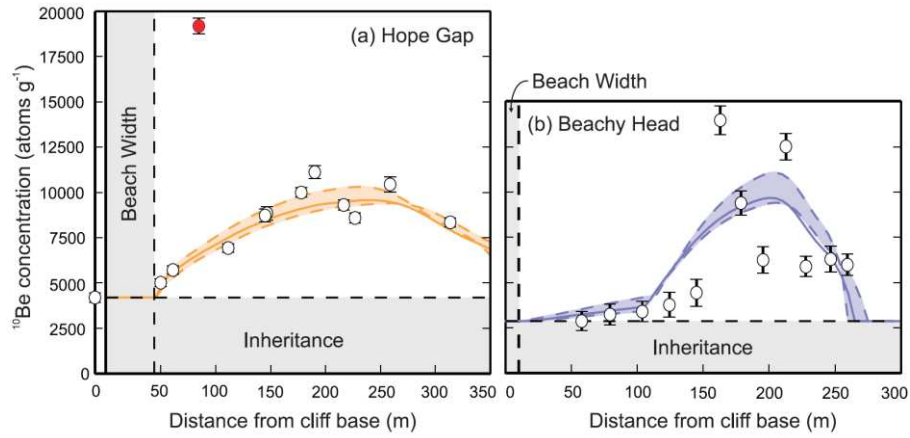 20000
17500
15000
12500
10000
7500
5000
2500
0
¹⁰Be concentration (atoms g⁻¹)
(a) Hope Gap
Beach Width
Inheritance
0 50 100 150 200 250 300 350
Distance from cliff base (m)
Beach Width
(b) Beachy Head
Inheritance
0 50 100 150 200 250 300
Distance from cliff base (m)